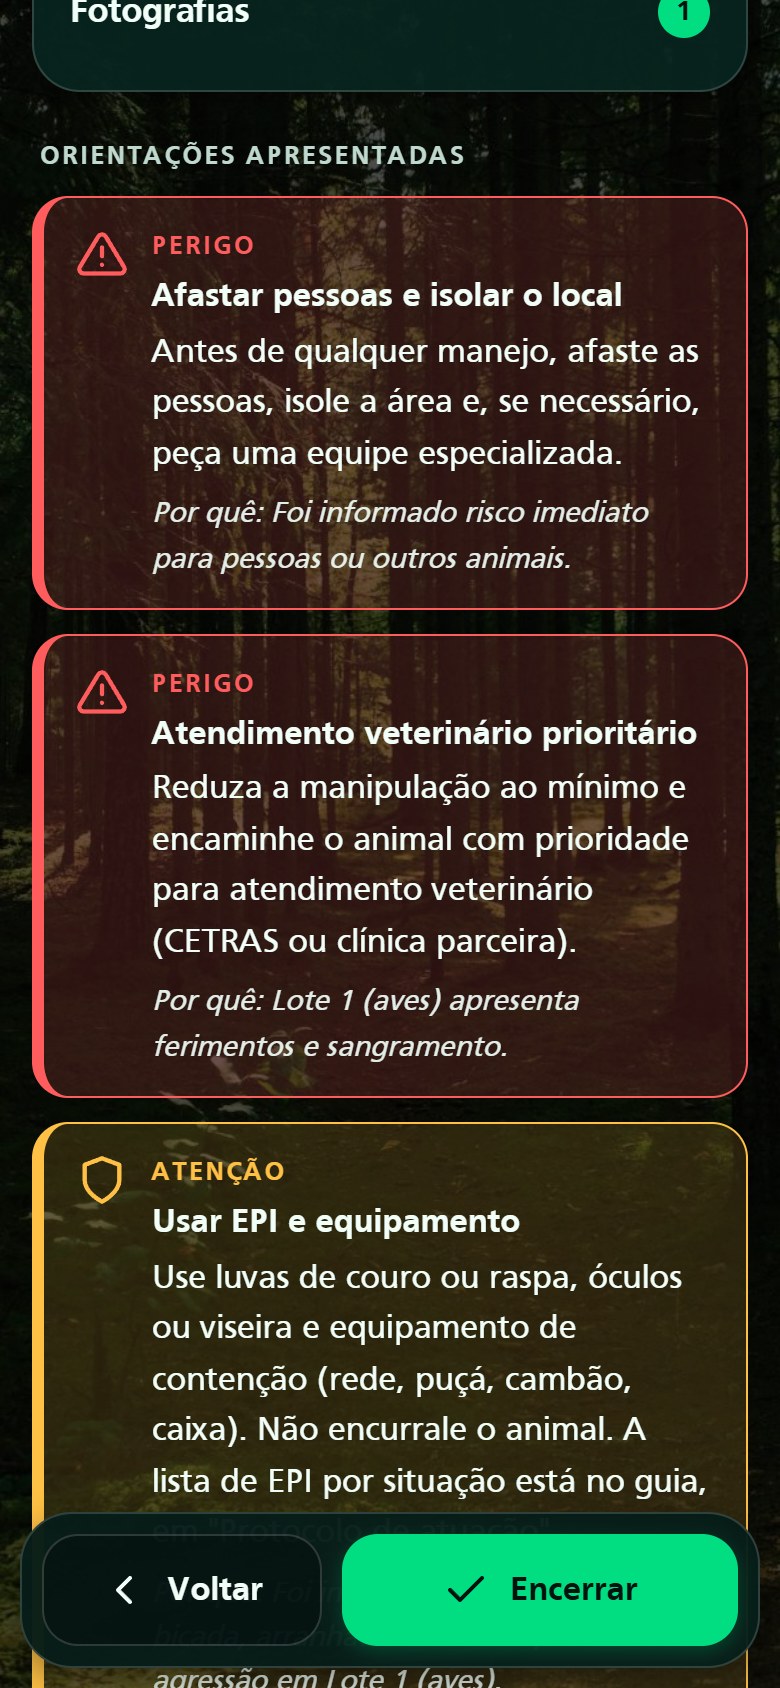 Fotografias
1
ORIENTAÇÕES APRESENTADAS
PERIGO
Afastar pessoas e isolar o local
Antes de qualquer manejo, afaste as
pessoas, isole a área e, se necessário,
peça uma equipe especializada.
Por quê: Foi informado risco imediato
para pessoas ou outros animais.
PERIGO
Atendimento veterinário prioritário
Reduza a manipulação ao mínimo e
encaminhe o animal com prioridade
para atendimento veterinário
(CETRAS ou clínica parceira).
Por quê: Lote 1 (aves) apresenta
ferimentos e sangramento.
ATENÇÃO
Usar EPI e equipamento
Use luvas de couro ou raspa, óculos
ou viseira e equipamento de
contenção (rede, puçá, cambão,
caixa). Não encurrale o animal. A
lista de EPI por situação está no guia,
em "Protocolo de atuação"
Voltar
Encerrar
bicada,
agressão em Lote 1 (aves).